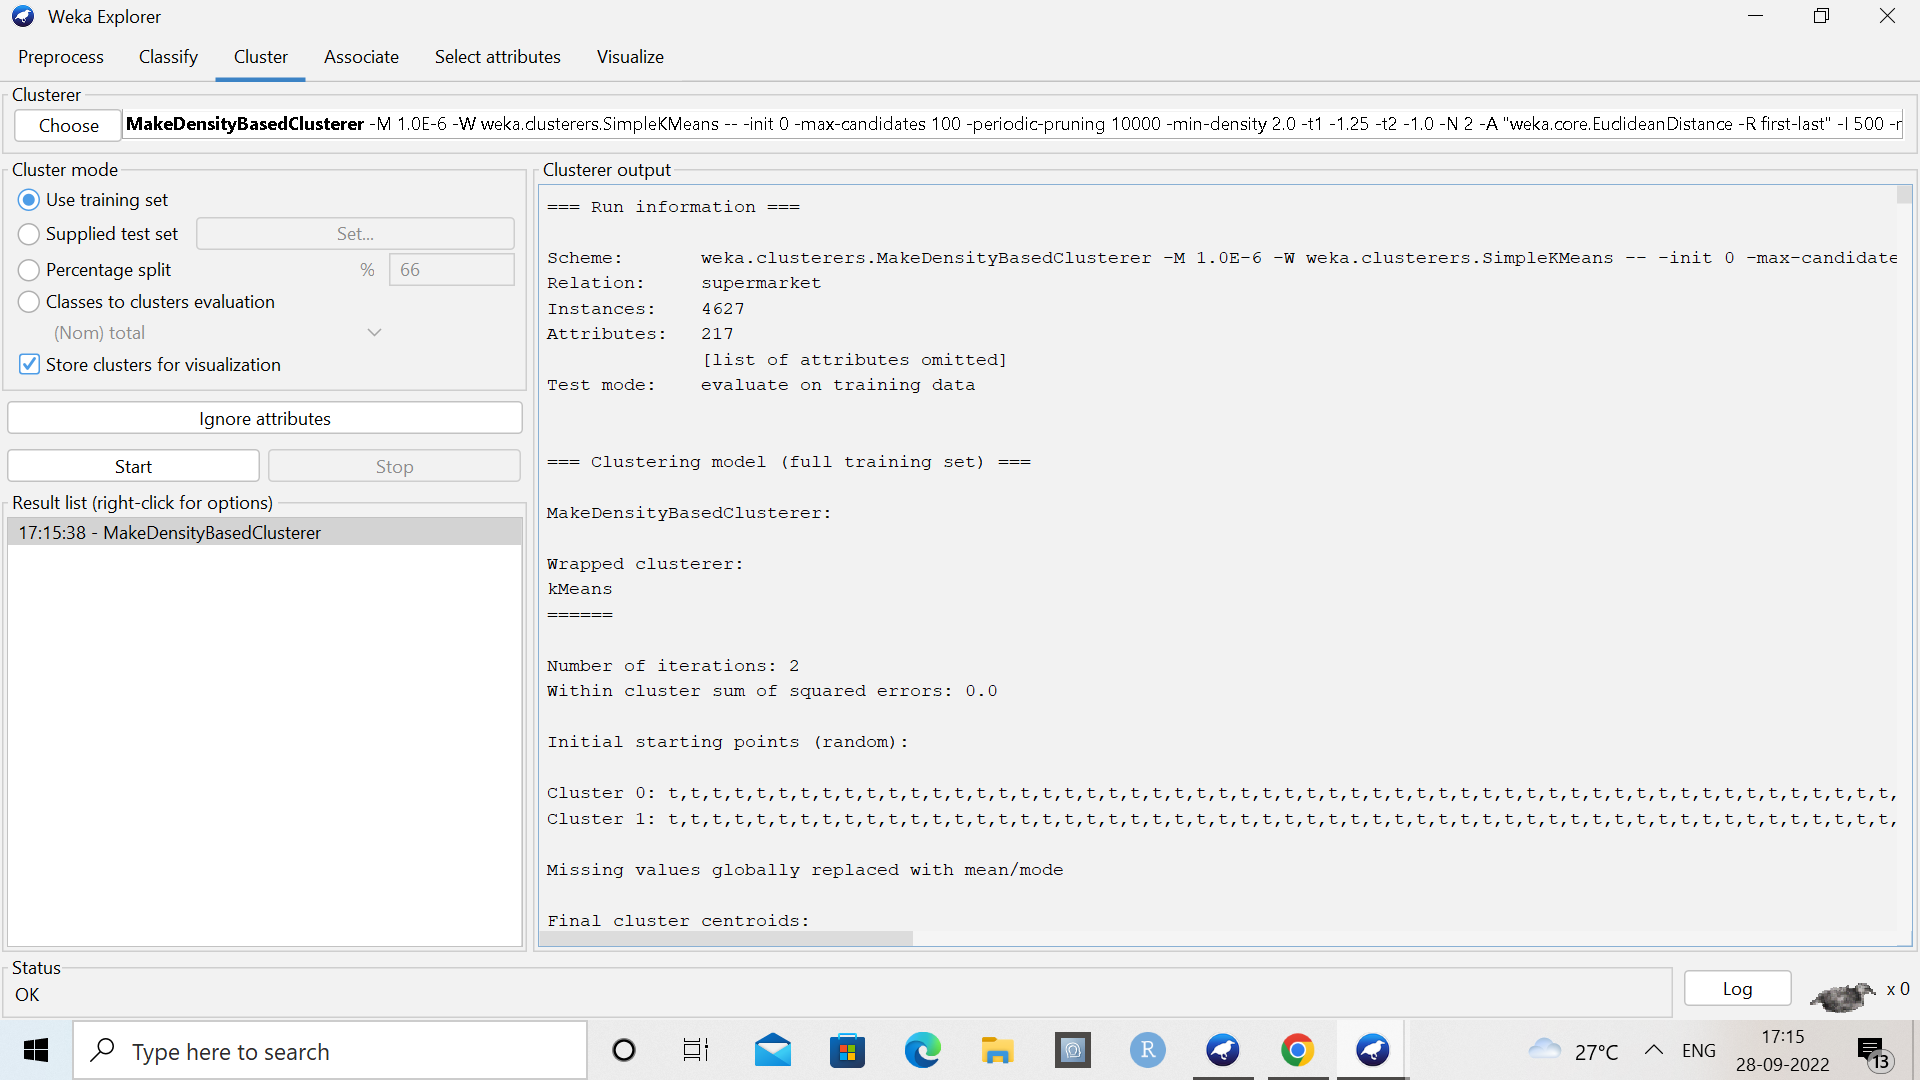 Weka Explorer
Preprocess Classify Cluster Associate Select attributes Visualize
Clusterer
Choose MakeDensityBasedClusterer -M 1.0E-6 -W weka.clusterers.SimpleKMeans -- -init 0 -max-candidates 100 -periodic-pruning 10000 -min-density 2.0 -t1 -1.25 -t2 -1.0 -N 2 -A "weka.core.EuclideanDistance -R first-last" -I 500 -r
Cluster mode
Use training set
Supplied test set Set...
Percentage split % 66
Classes to clusters evaluation
(Nom) total
Store clusters for visualization
Ignore attributes
Start Stop
Result list (right-click for options)
17:15:38 - MakeDensityBasedClusterer
Clusterer output
=== Run information ===
Scheme: weka.clusterers.MakeDensityBasedClusterer -M 1.0E-6 -W weka.clusterers.SimpleKMeans -- -init 0 -max-candidate
Relation: supermarket
Instances: 4627
Attributes: 217
[list of attributes omitted]
Test mode: evaluate on training data
=== Clustering model (full training set) ===
MakeDensityBasedClusterer:
Wrapped clusterer:
kMeans
======
Number of iterations: 2
Within cluster sum of squared errors: 0.0
Initial starting points (random):
Cluster 0: t,t,t,t,t,t,t,t,t,t,t,t,t,t,t,t,t,t,t,t,t,t,t,t,t,t,t,t,t,t,t,t,t,t,t,t,t,t,t,t,t,t,t,t,t,t,t,t,t,t,t,t,t,t,t,t,
Cluster 1: t,t,t,t,t,t,t,t,t,t,t,t,t,t,t,t,t,t,t,t,t,t,t,t,t,t,t,t,t,t,t,t,t,t,t,t,t,t,t,t,t,t,t,t,t,t,t,t,t,t,t,t,t,t,t,t,
Missing values globally replaced with mean/mode
Final cluster centroids:
Status
OK
Log x 0
Type here to search
R
27°C ENG
17:15
28-09-2022
13